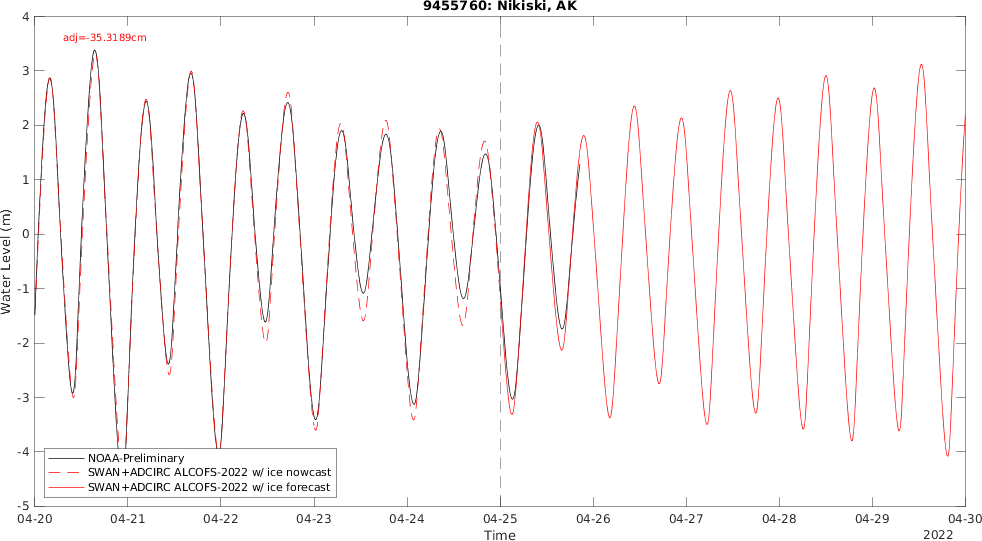 9455760: Nikiski, AK
adj=-35.3189cm
Water Level (m)
4
3
2
1
0
-1
-2
-3
-4
-5
NOAA-Preliminary
SWAN+ADCIRC ALCOFS-2022 w/ ice nowcast
SWAN+ADCIRC ALCOFS-2022 w/ ice forecast
04-20 04-21 04-22 04-23 04-24 04-25 04-26 04-27 04-28 04-29 04-30
Time
2022